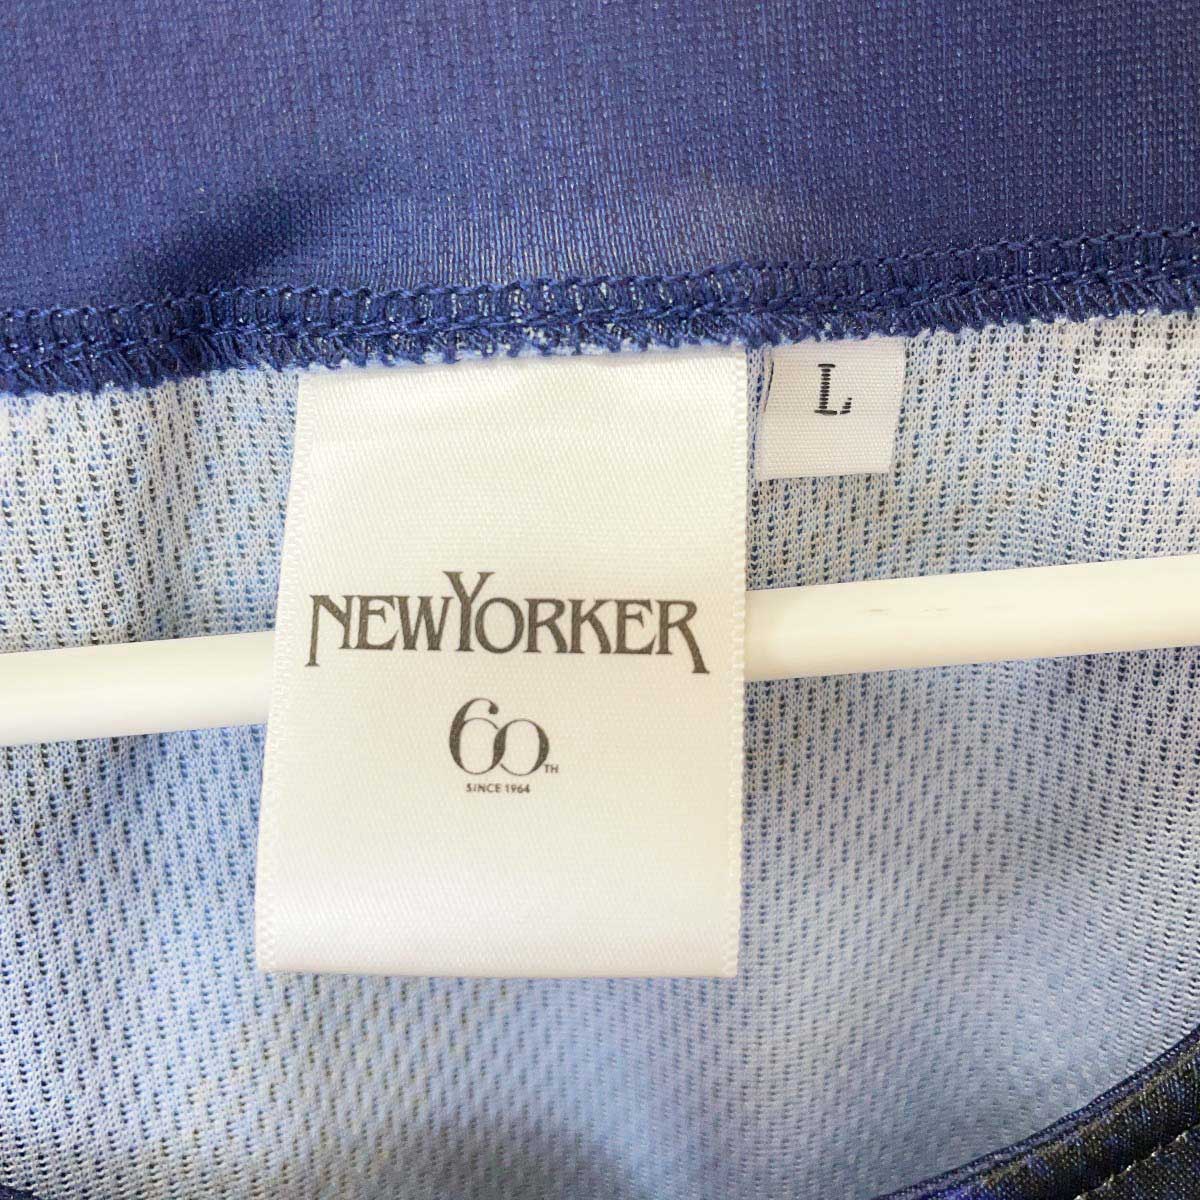 L
NEWYORKER
60TH
SINCE 1964